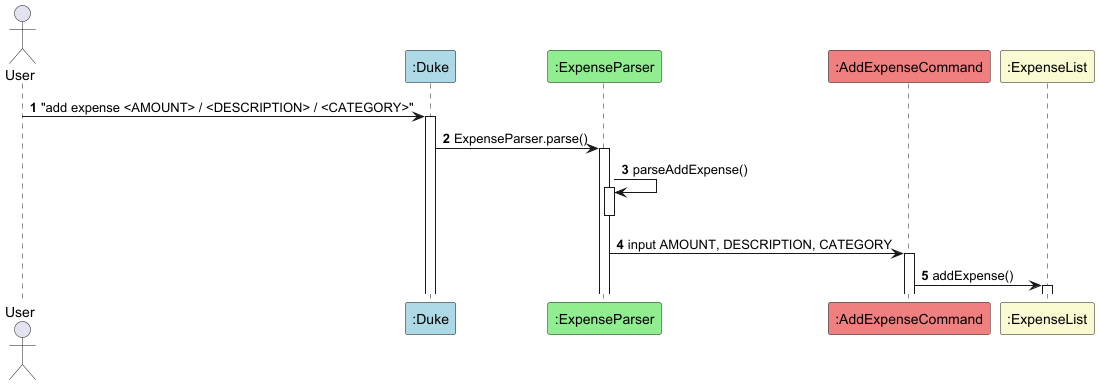 User
:Duke
:ExpenseParser
:AddExpenseCommand
:ExpenseList
1 "add expense <AMOUNT> / <DESCRIPTION> / <CATEGORY>"
2 ExpenseParser.parse()
3 parseAddExpense()
4 input AMOUNT, DESCRIPTION, CATEGORY
5 addExpense()
User
:Duke
:ExpenseParser
:AddExpenseCommand
:ExpenseList